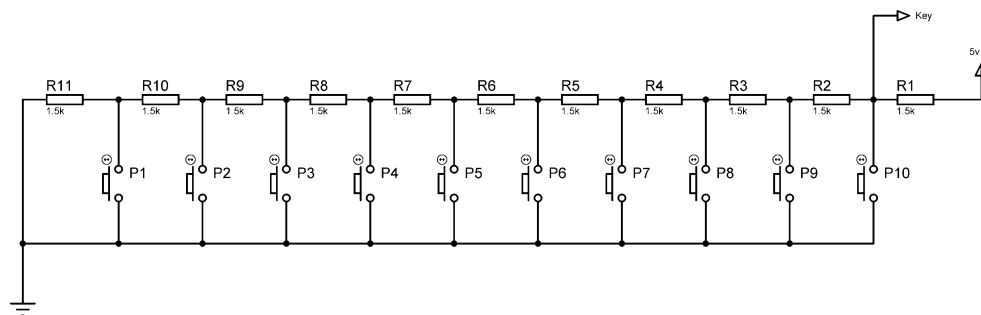 Key
5v
R11 R10 R9 R8 R7 R6 R5 R4 R3 R2 R1
1.5k 1.5k 1.5k 1.5k 1.5k 1.5k 1.5k 1.5k 1.5k 1.5k 1.5k
P1 P2 P3 P4 P5 P6 P7 P8 P9 P10